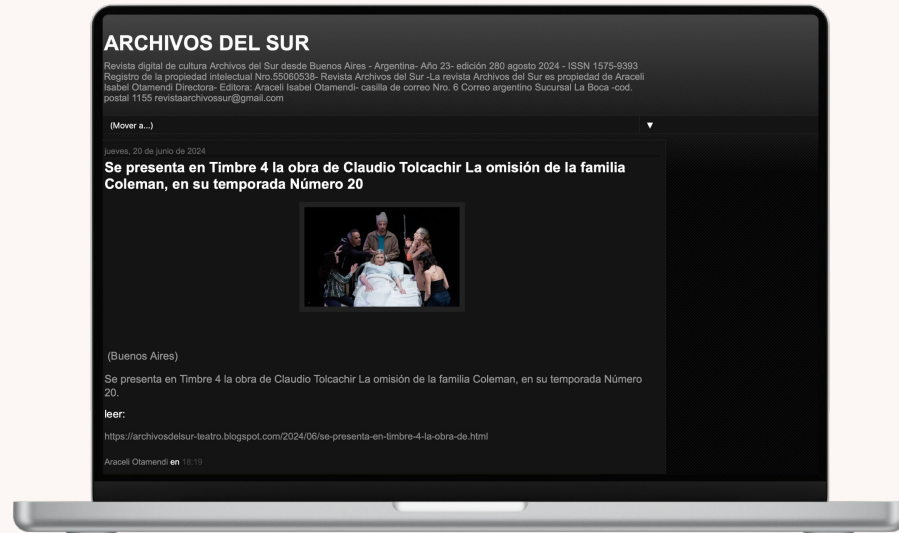 ARCHIVOS DEL SUR
Revista digital de cultura Archivos del Sur desde Buenos Aires - Argentina- Año 23- edición 280 agosto 2024 - ISSN 1575-9393
Registro de la propiedad intelectual Nro.55060538- Revista Archivos del Sur -La revista Archivos del Sur es propiedad de Araceli
Isabel Otamendi Directora- Editora: Araceli Isabel Otamendi- casilla de correo Nro. 6 Correo argentino Sucursal La Boca -cod.
postal 1155 revistaarchivossur@gmail.com
(Mover a...)
jueves, 20 de junio de 2024
Se presenta en Timbre 4 la obra de Claudio Tolcachir La omisión de la familia
Coleman, en su temporada Número 20
(Buenos Aires)
Se presenta en Timbre 4 la obra de Claudio Tolcachir La omisión de la familia Coleman, en su temporada Número
20.
leer:
https://archivosdelsur-teatro.blogspot.com/2024/06/se-presenta-en-timbre-4-la-obra-de.html
Araceli Otamendi en 18:19